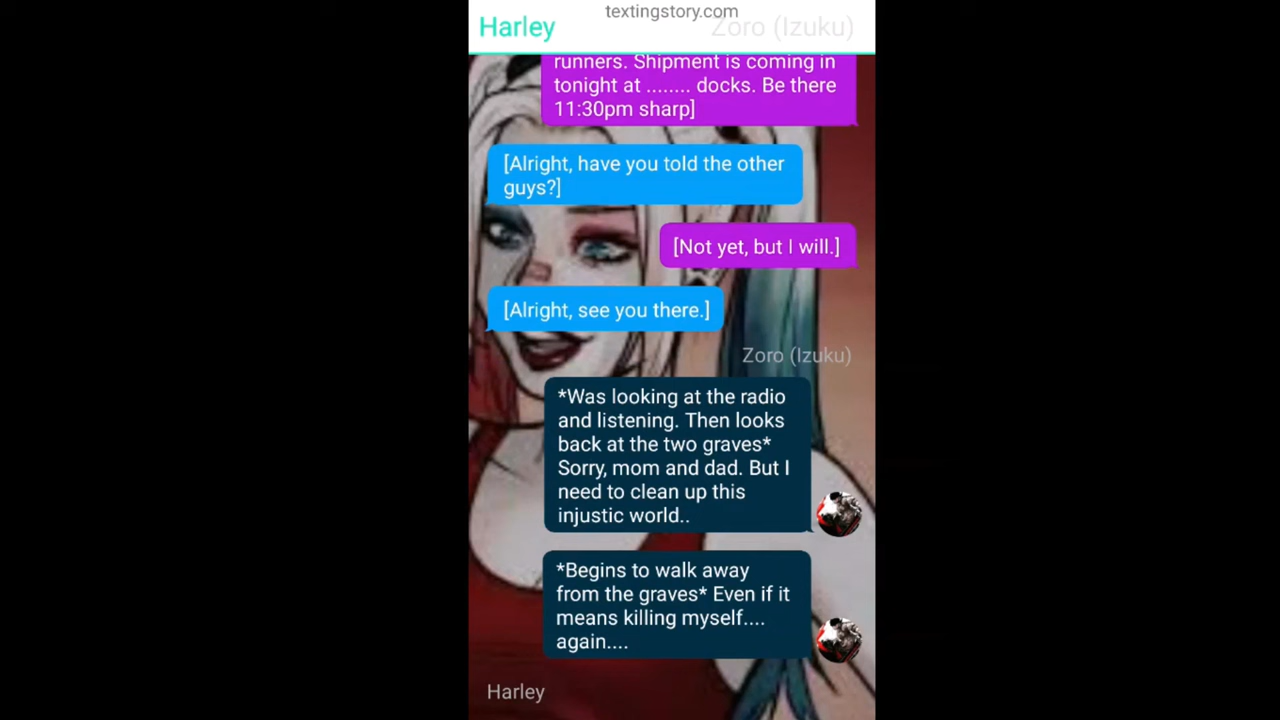 textingstory.com
Harley
Zoro (Izuku)
runners. Shipment is coming in
tonight at ........ docks. Be there
11:30pm sharp]
[Alright, have you told the other
guys?]
[Not yet, but I will.]
[Alright, see you there.]
Zoro (Izuku)
*Was looking at the radio
and listening. Then looks
back at the two graves*
Sorry, mom and dad. But I
need to clean up this
injustic world..
*Begins to walk away
from the graves* Even if it
means killing myself....
again....
Harley